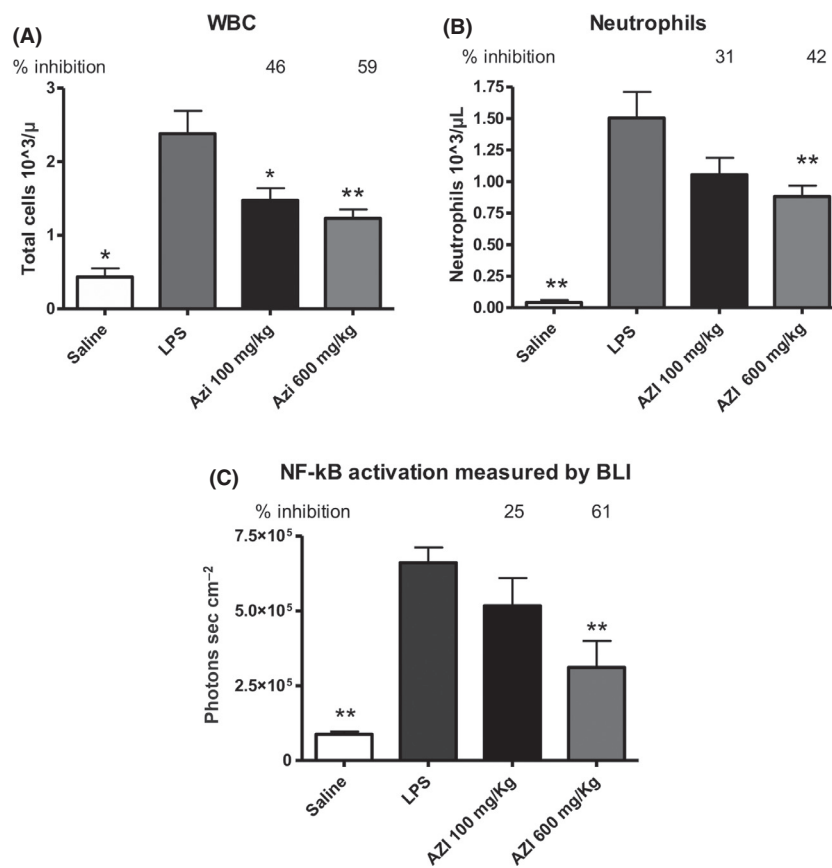 (A)
WBC
% inhibition 46 59
Total cells 10^3/μ
3
2
1
0
*
*
**
Saline
LPS
Azi 100 mg/kg
Azi 600 mg/kg
(B)
Neutrophils
% inhibition 31 42
Neutrophils 10^3/μL
1.75
1.50
1.25
1.00
0.75
0.50
0.25
0.00
**
**
Saline
LPS
AZI 100 mg/kg
AZI 600 mg/kg
(C)
NF-kB activation measured by BLI
% inhibition 25 61
Photons sec cm⁻²
7.5×10⁵
5.0×10⁵
2.5×10⁵
0
**
**
Saline
LPS
AZI 100 mg/Kg
AZI 600 mg/Kg